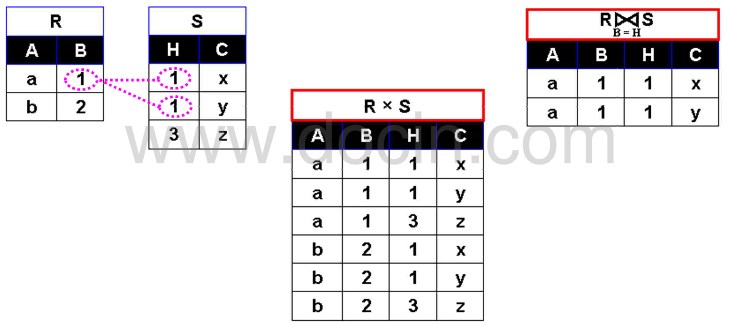 R
A B
a 1
b 2
S
H C
1 x
1 y
3 z
R × S
A B H C
a 1 1 x
a 1 1 y
a 1 3 z
b 2 1 x
b 2 1 y
b 2 3 z
R⋈S
B = H
A B H C
a 1 1 x
a 1 1 y
www.docin.com